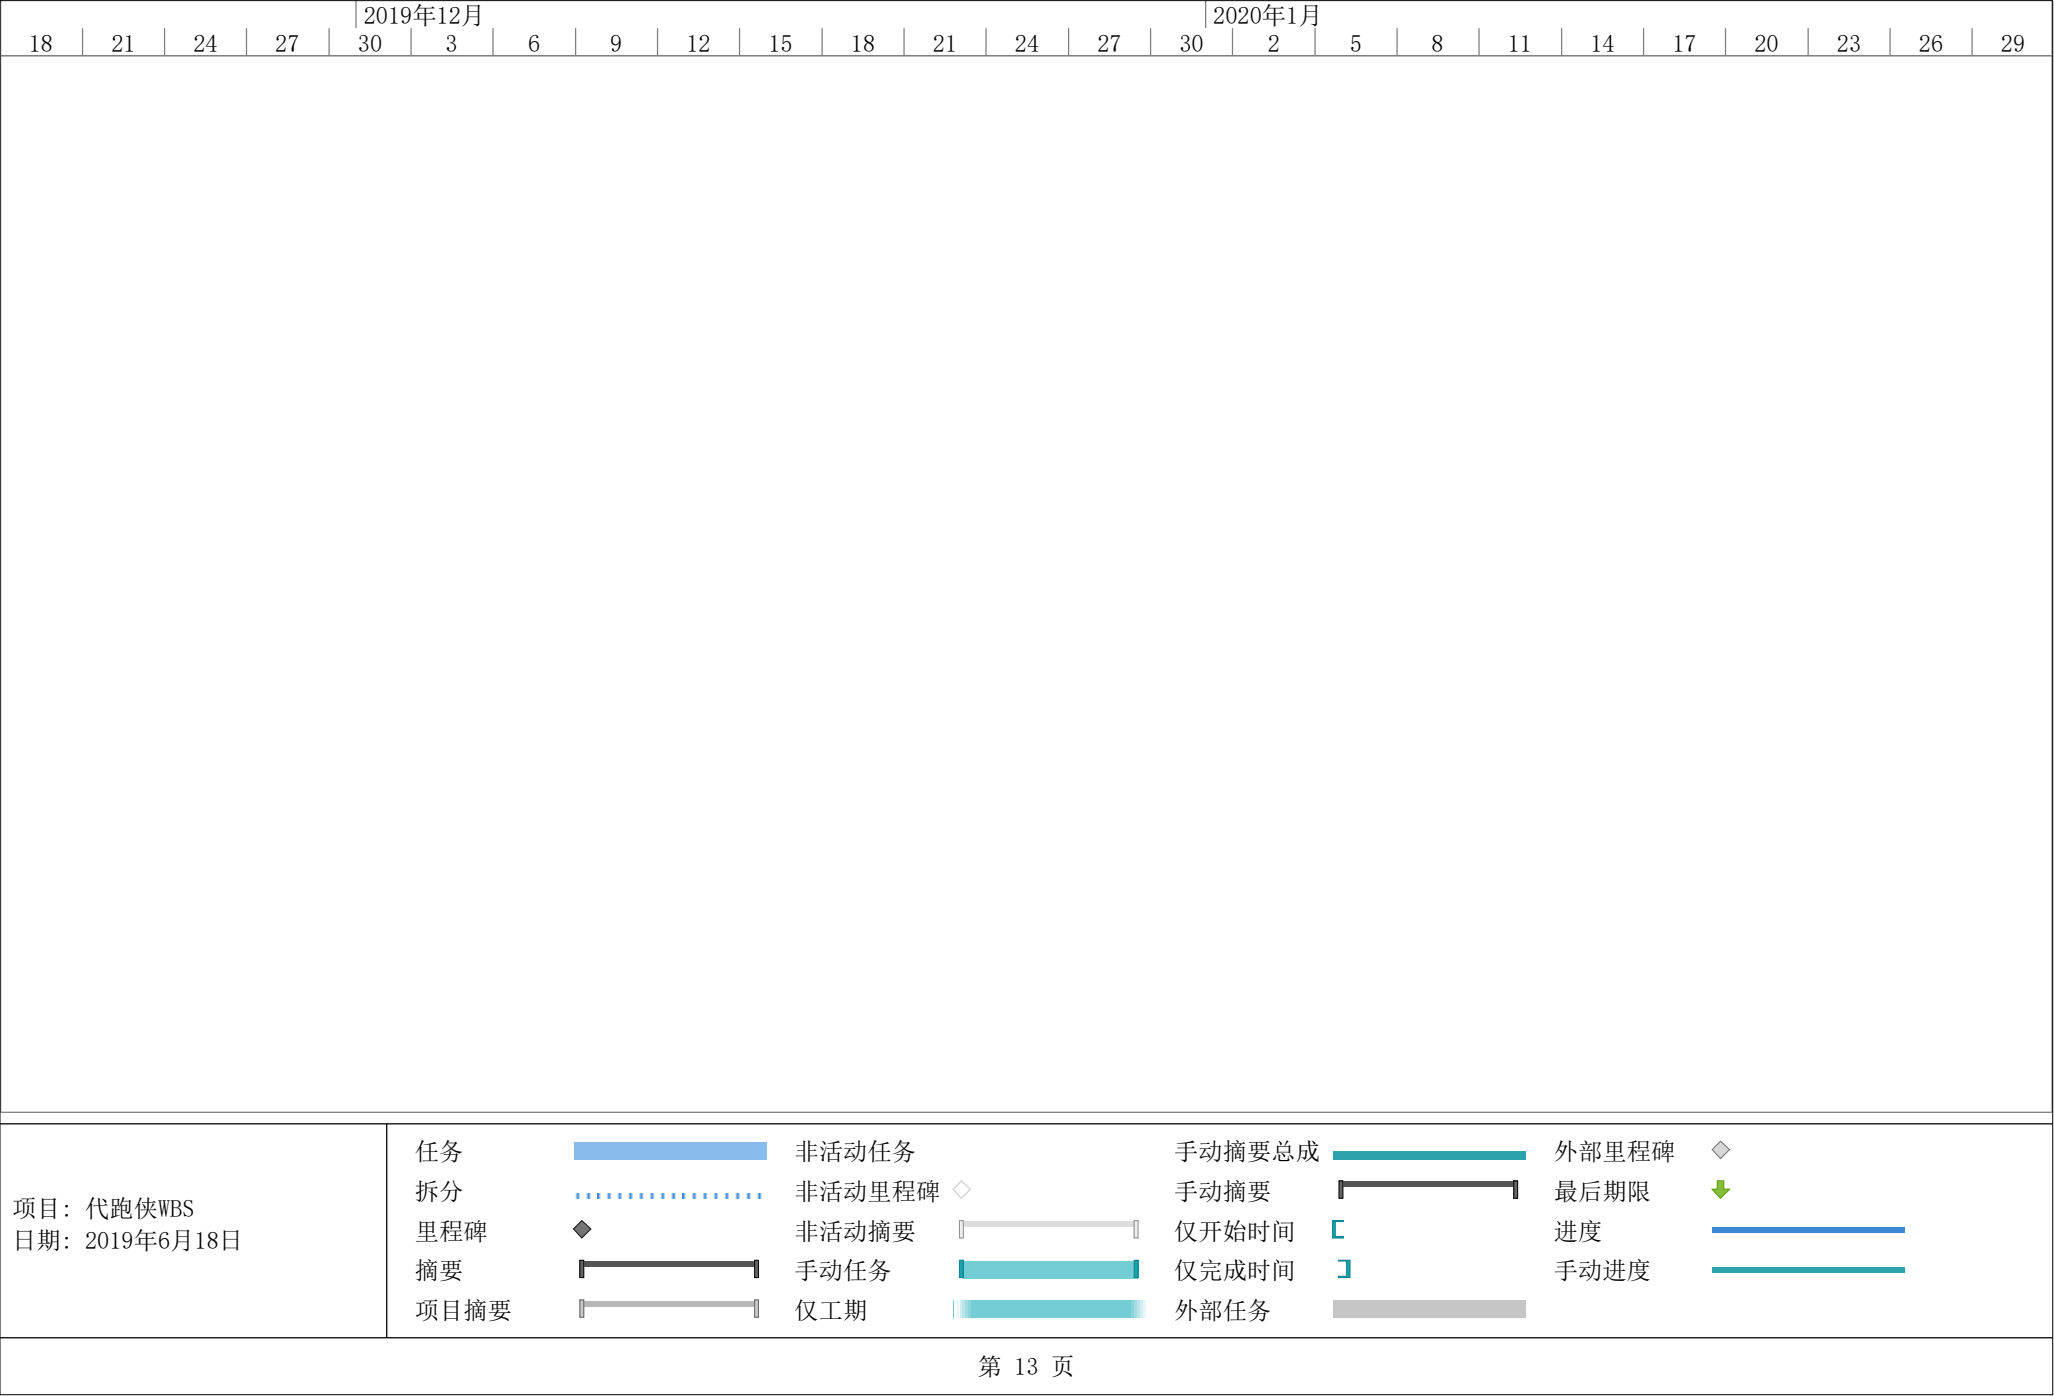 2019年12月 2020年1月
18 21 24 27 30 3 6 9 12 15 18 21 24 27 30 2 5 8 11 14 17 20 23 26 29
项目: 代跑侠WBS
日期: 2019年6月18日
任务 非活动任务 手动摘要总成 外部里程碑
拆分 非活动里程碑 手动摘要 最后期限
里程碑 非活动摘要 仅开始时间 进度
摘要 手动任务 仅完成时间 手动进度
项目摘要 仅工期 外部任务
第 13 页